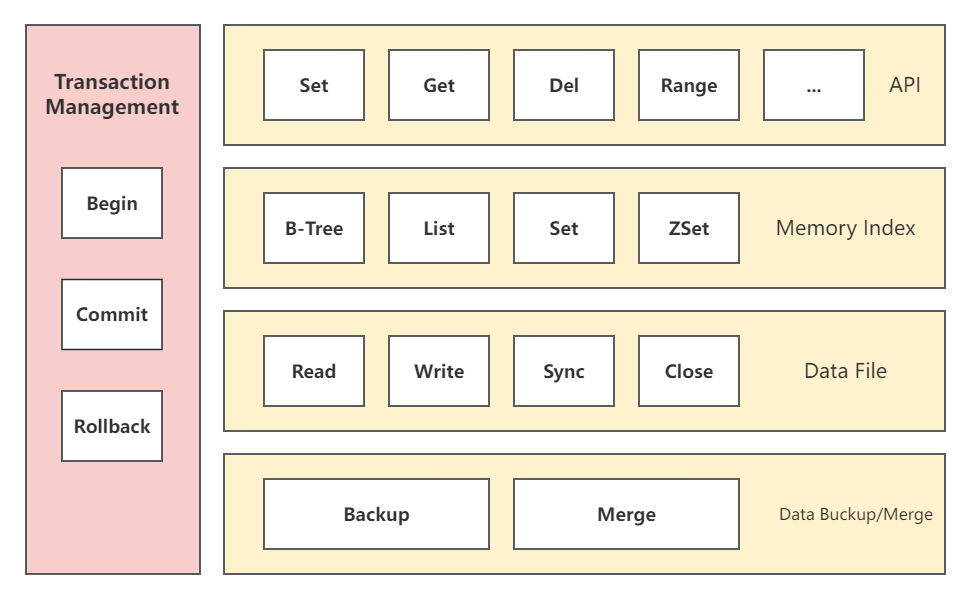 Transaction
Management
Begin
Commit
Rollback
Set
Get
Del
Range
...
API
B-Tree
List
Set
ZSet
Memory Index
Read
Write
Sync
Close
Data File
Backup
Merge
Data Buckup/Merge